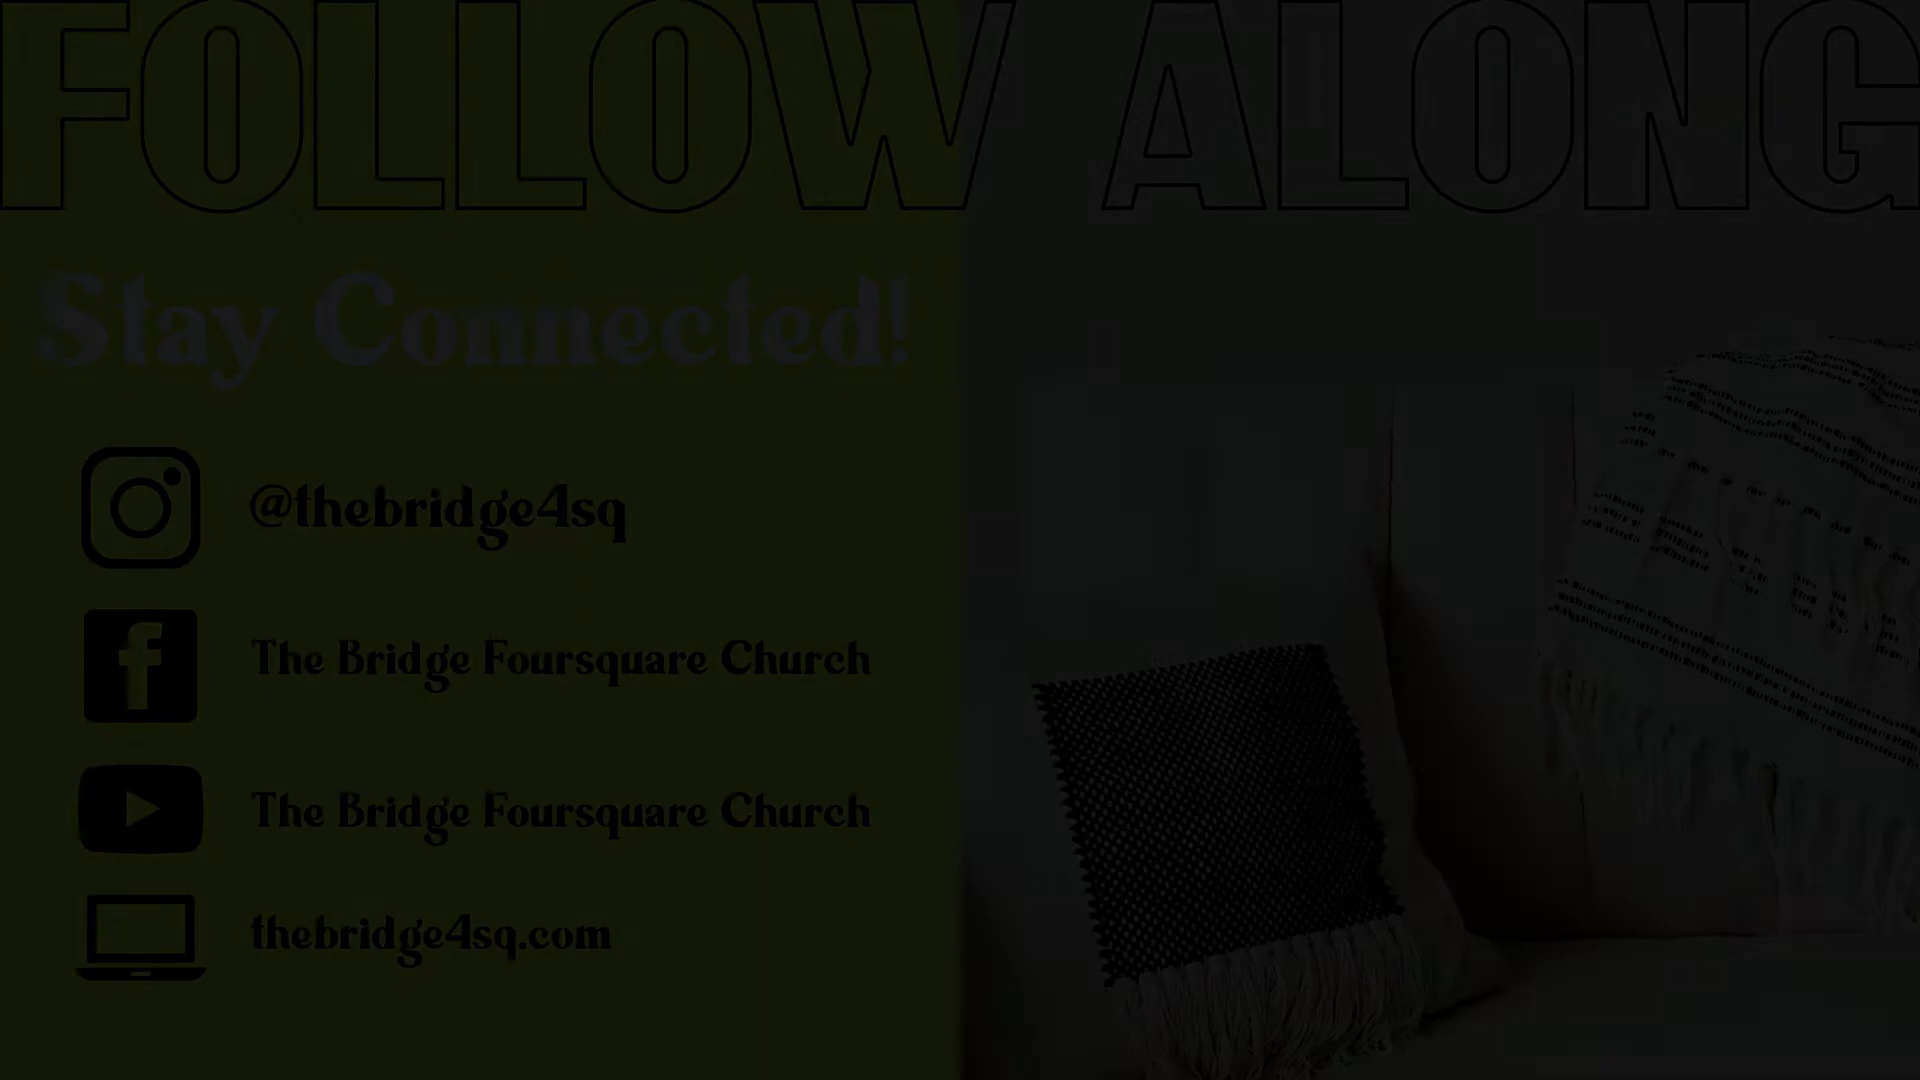 FOLLOW ALONG
Stay Connected!
@thebridge4sq
The Bridge Foursquare Church
The Bridge Foursquare Church
thebridge4sq.com